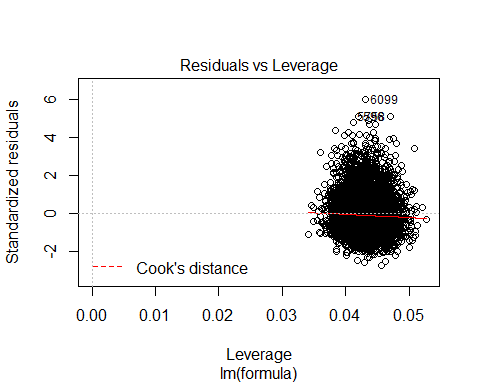 Residuals vs Leverage
Standardized residuals
6
4
2
0
-2
6099
Cook's distance
0.00
0.01
0.02
0.03
0.04
0.05
Leverage
lm(formula)